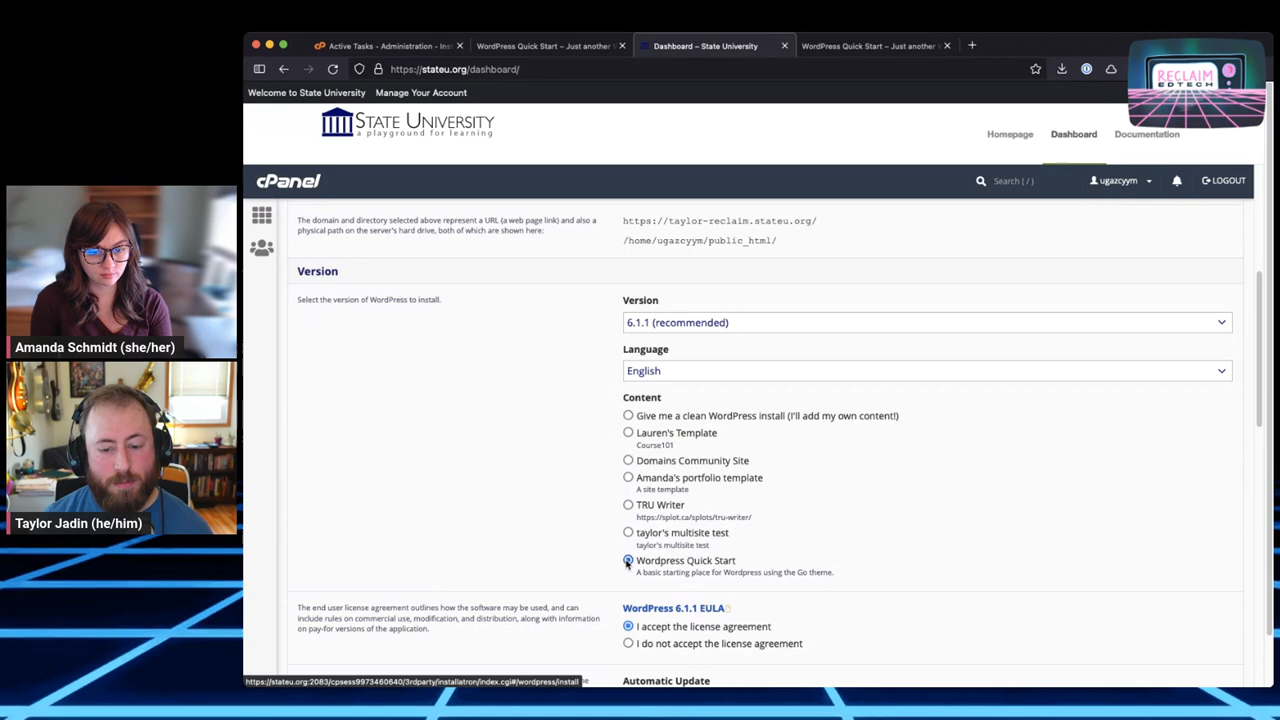 Active Tasks - Administration - Ins
WordPress Quick Start – Just another
Dashboard – State University
WordPress Quick Start – Just another
https://stateu.org/dashboard/
RECLAIM
EDTECH
Welcome to State University
Manage Your Account
STATE UNIVERSITY
a playground for learning
Homepage
Dashboard
Documentation
cPanel
Search ( / )
ugazcyym
LOGOUT
The domain and directory selected above represent a URL (a web page link) and also a
physical path on the server's hard drive, both of which are shown here:
https://taylor-reclaim.stateu.org/
/home/ugazcyym/public_html/
Version
Select the version of WordPress to install.
Version
6.1.1 (recommended)
Language
English
Content
Give me a clean WordPress install (I'll add my own content!)
Lauren's Template
Course101
Domains Community Site
Amanda's portfolio template
A site template
TRU Writer
https://splot.ca/splots/tru-writer/
taylor's multisite test
taylor's multisite test
Wordpress Quick Start
A basic starting place for Wordpress using the Go theme.
The end user license agreement outlines how the software may be used, and can
include rules on commercial use, modification, and distribution, along with information
on pay-for versions of the application.
WordPress 6.1.1 EULA
I accept the license agreement
I do not accept the license agreement
Automatic Update
https://stateu.org:2083/cpsess9973460640/3rdparty/installatron/index.cgi#/wordpress/install
Amanda Schmidt (she/her)
Taylor Jadin (he/him)